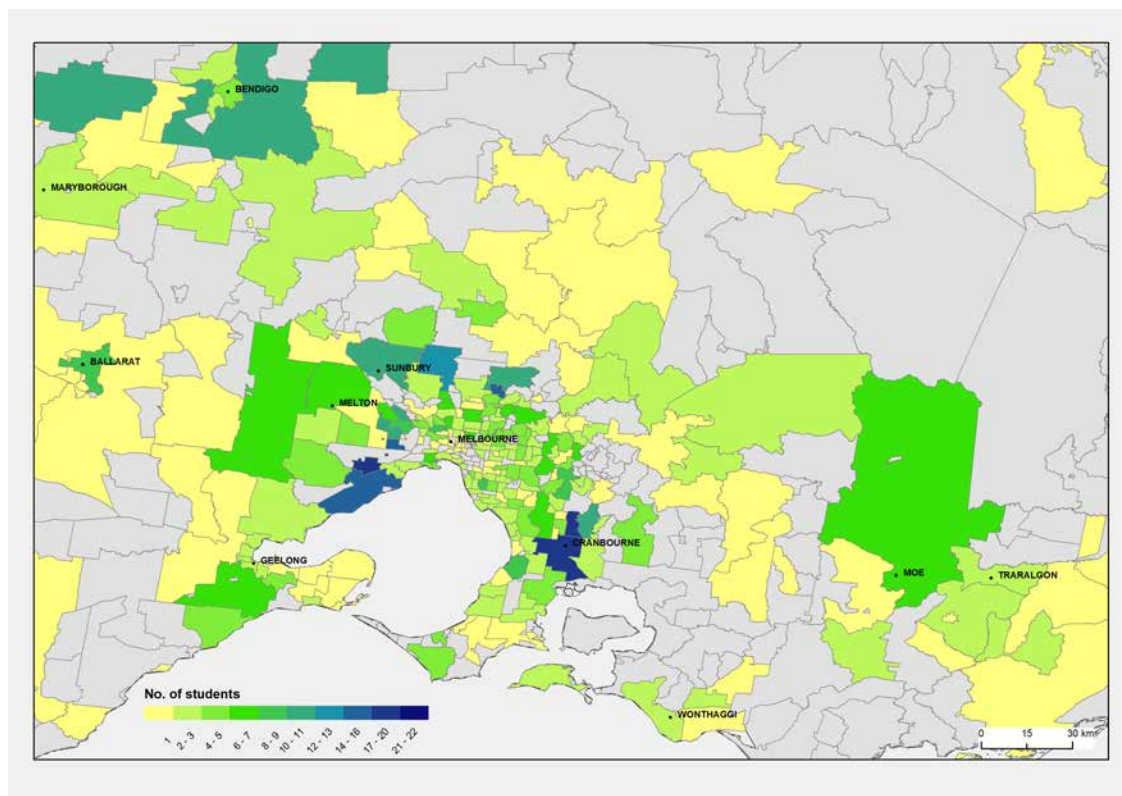 BENDIGO
MARYBOROUGH
BALLARAT
SUNBURY
MELTON
MELBOURNE
CRANBOURNE
GEELONG
MOE
TRARALGON
WONTHAGGI
No. of students
1
2 - 3
4 - 5
6 - 7
8 - 9
10 - 11
12 - 13
14 - 16
17 - 20
21 - 22
0 15 30 km